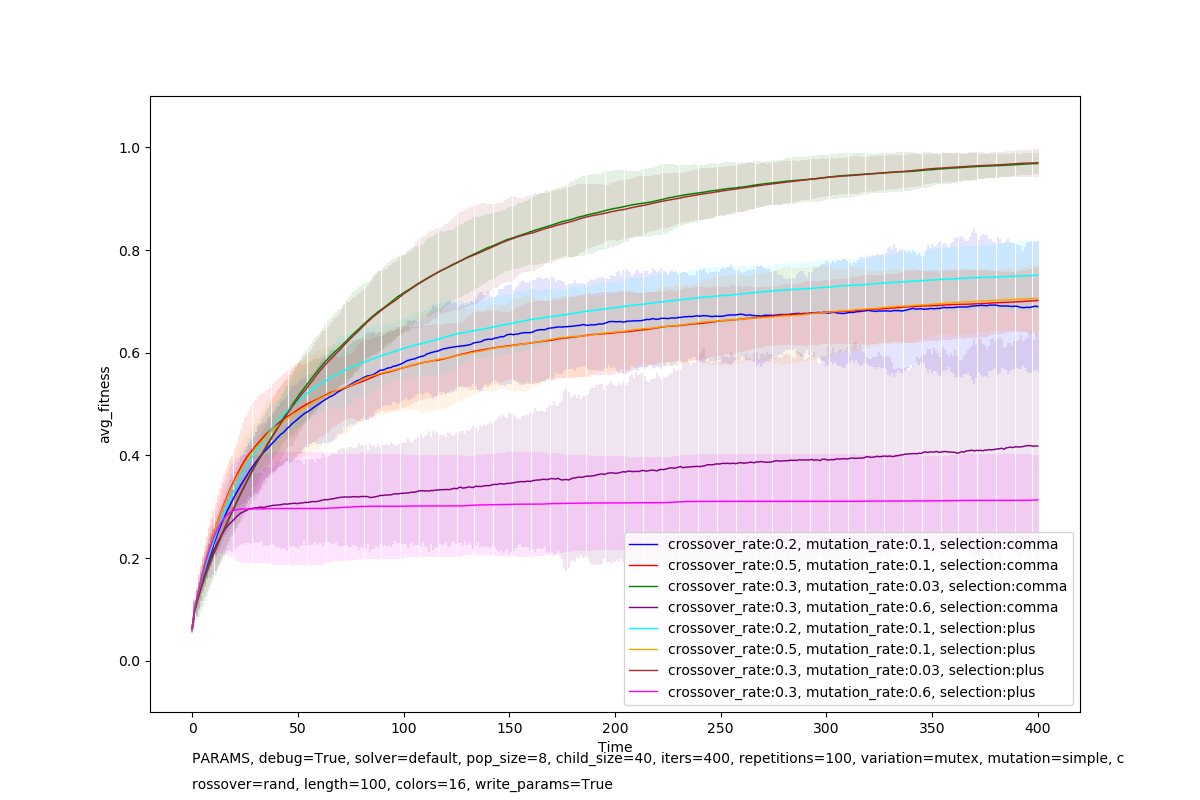 1.0
0.8
0.6
0.4
0.2
0.0
avg_fitness
crossover_rate:0.2, mutation_rate:0.1, selection:comma
crossover_rate:0.5, mutation_rate:0.1, selection:comma
crossover_rate:0.3, mutation_rate:0.03, selection:comma
crossover_rate:0.3, mutation_rate:0.6, selection:comma
crossover_rate:0.2, mutation_rate:0.1, selection:plus
crossover_rate:0.5, mutation_rate:0.1, selection:plus
crossover_rate:0.3, mutation_rate:0.03, selection:plus
crossover_rate:0.3, mutation_rate:0.6, selection:plus
0 50 100 150 200 250 300 350 400
Time
PARAMS, debug=True, solver=default, pop_size=8, child_size=40, iters=400, repetitions=100, variation=mutex, mutation=simple, c
rossover=rand, length=100, colors=16, write_params=True